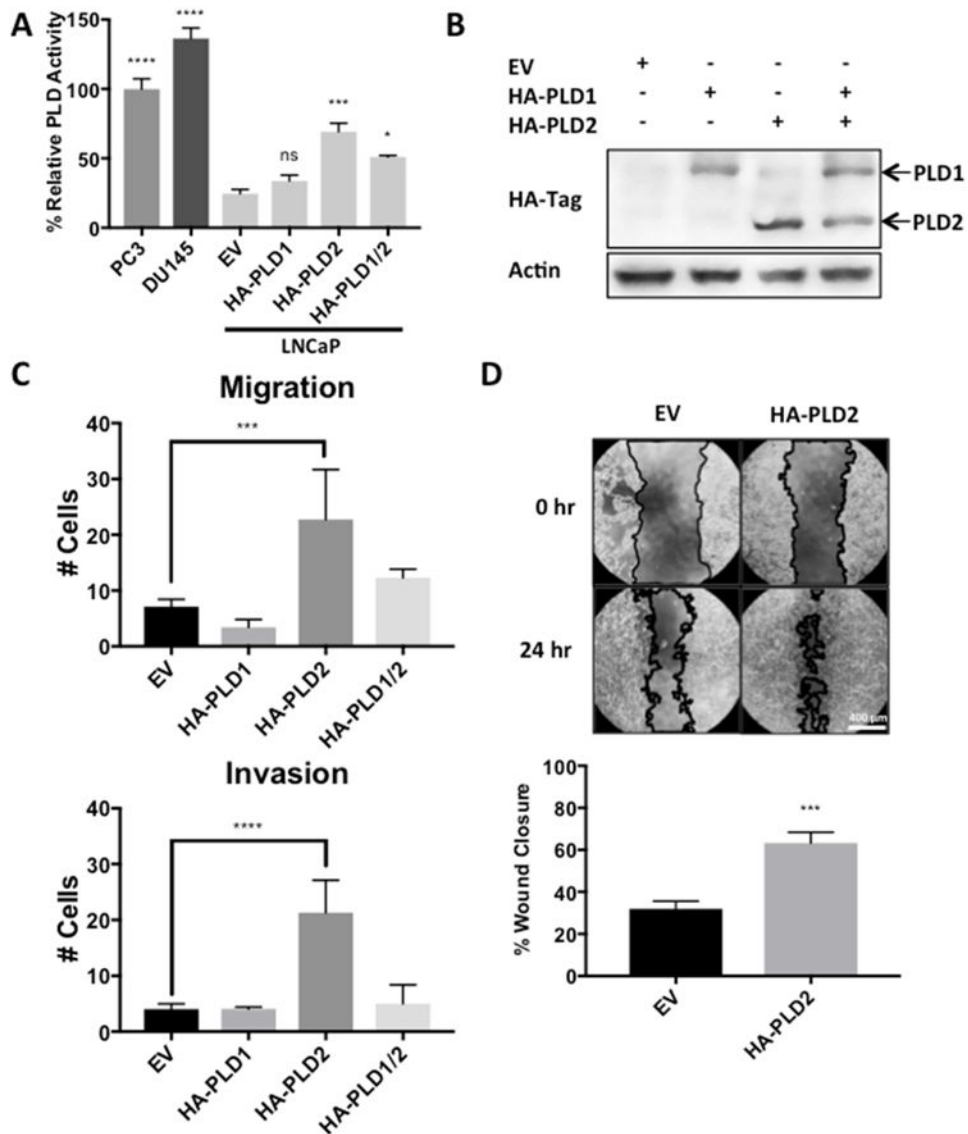 A
% Relative PLD Activity
150
100
50
0
****
****
ns
***
*
PC3
DU145
EV
HA-PLD1
HA-PLD2
HA-PLD1/2
LNCaP
B
EV + - - -
HA-PLD1 - + - +
HA-PLD2 - - + +
HA-Tag
PLD1
PLD2
Actin
C
Migration
# Cells
40
30
20
10
0
***
EV
HA-PLD1
HA-PLD2
HA-PLD1/2
Invasion
# Cells
40
30
20
10
0
****
EV
HA-PLD1
HA-PLD2
HA-PLD1/2
D
EV HA-PLD2
0 hr
24 hr
400 µm
% Wound Closure
100
80
60
40
20
0
***
EV
HA-PLD2